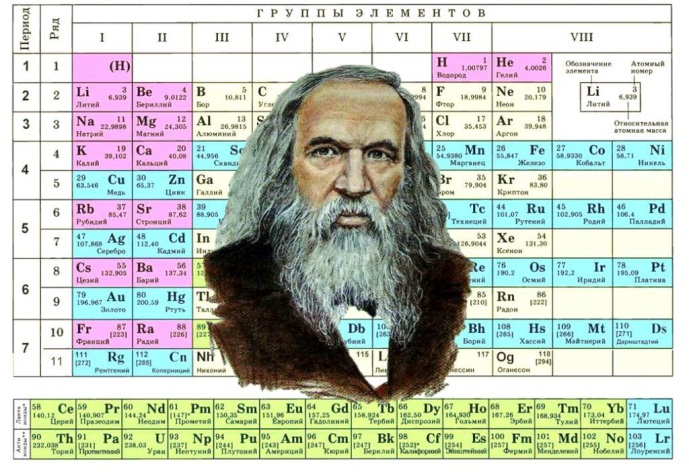 ГРУППЫ ЭЛЕМЕНТОВ
Период Ряд I II III IV V VI VII VIII
1 1 (H) H 1 He 2 Обозначение элемента Атомный номер
1,00797 4,0026
Водород Гелий
2 2 Li 3 Be 4 B 5 C F 9 Ne 10 Li 3
6,939 9,0122 10,811 18,9984 20,179 6,939
Литий Бериллий Бор Фтор Неон Литий
Относительная атомная масса
3 3 Na 11 Mg 12 Al 13 Cl 17 Ar 18
22,9898 24,305 26,9815 35,453 39,948
Натрий Магний Алюминий Хлор Аргон
4 4 K 19 Ca 20 21 25 Mn 26 Fe 27 Co 28 Ni
39,102 40,08 44,956 54,9380 55,847 58,9330 58,71
Калий Кальций Марганец Железо Кобальт Никель
5 29 Cu 30 Zn Ga 35 Kr 36
63,546 65,37 79,904 83,80
Медь Цинк Криптон
5 6 Rb 37 Sr 38 39 Tc 44 Ru 45 Rh 46 Pd
85,47 87,62 88,905 101,07 102,905 106,4
Рубидий Стронций Технеций Рутений Родий Палладий
7 47 Ag 48 Cd In 53 Xe 54
107,868 112,40 126,9044 131,30
Серебро Кадмий Ксенон
6 8 Cs 55 Ba 56 76 Os 77 Ir 78 Pt
132,905 137,34 190,2 192,2 195,09
Цезий Барий Осмий Иридий Платина
9 79 Au 80 Hg 85 Rn 86
196,967 200,59 [210] [222]
Золото Ртуть Радон
7 10 Fr 87 Ra 88 Db Bh 108 Hs 109 Mt 110 Ds
[223] [226] [265] [266] [271]
Франций Радий Борий Хассий Майтнерий Дармштадтий
11 111 Rg 112 Cn Nh 115 Og 118
[272] [285] [294]
Рентгений Коперниций Нихоний Оганесон
58 Ce 59 Pr 60 Nd 61 Pm 62 Sm 63 Eu 64 Gd 65 Tb 66 Dy 67 Ho 68 Er 69 Tm 70 Yb 71 Lu
140,12 140,907 144,24 [147]* 150,35 151,96 157,25 158,924 162,50 164,930 167,26 168,934 173,04 174,97
Церий Празеодим Неодим Прометий Самарий Европий Гадолиний Тербий Диспрозий Гольмий Эрбий Тулий Иттербий Лютеций
90 Th 91 Pa 92 U 93 Np 94 Pu 95 Am 96 Cm 97 Bk 98 Cf 99 Es 100 Fm 101 Md 102 No 103 Lr
232,038 [231] 238,03 [237] [244] [243] [247] [247] [252]* [254] [257] [257] [255] [256]
Торий Протактиний Уран Нептуний Плутоний Америций Кюрий Берклий Калифорний Эйнштейний Фермий Менделевий Нобелий Лоуренсий